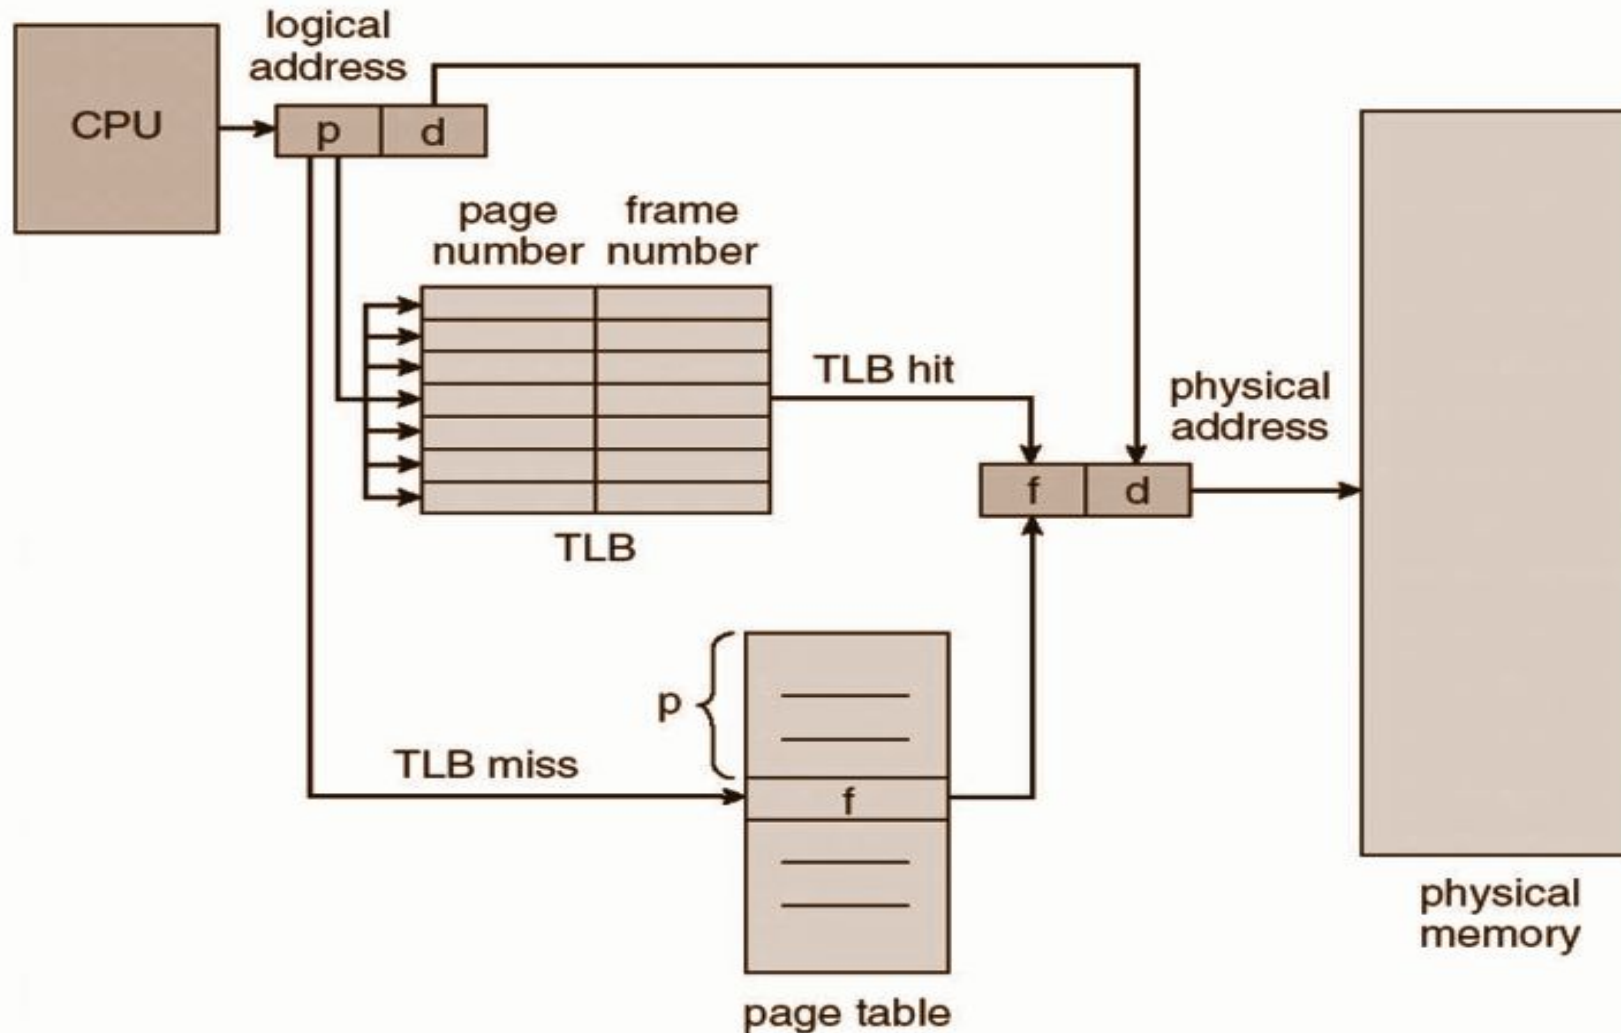 logical
address
CPU
p
d
page
number
frame
number
TLB hit
physical
address
f
d
TLB
p
TLB miss
f
physical
memory
page table